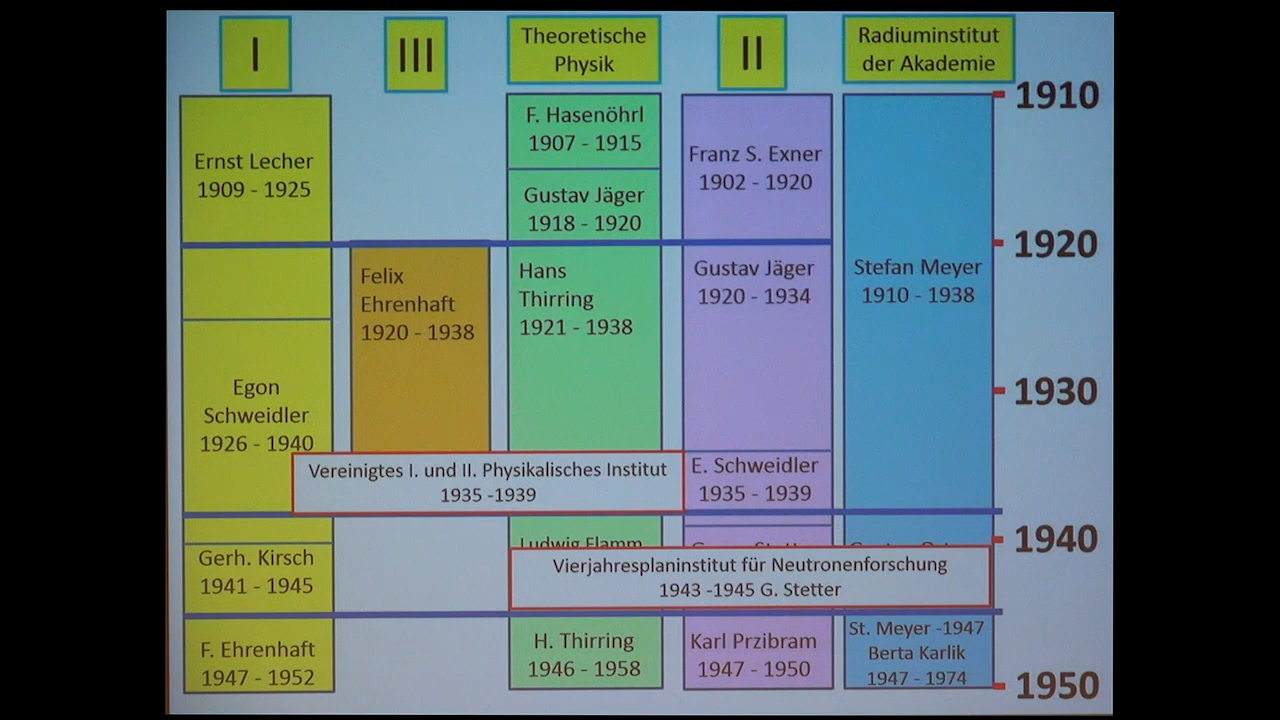 I
III
Theoretische
Physik
II
Radiuminstitut
der Akademie
Ernst Lecher
1909 - 1925
Egon
Schweidler
1926 - 1940
Gerh. Kirsch
1941 - 1945
F. Ehrenhaft
1947 - 1952
Felix
Ehrenhaft
1920 - 1938
F. Hasenöhrl
1907 - 1915
Gustav Jäger
1918 - 1920
Hans
Thirring
1921 - 1938
Vereinigtes I. und II. Physikalisches Institut
1935 -1939
Ludwig Flamm
Vierjahresplaninstitut für Neutronenforschung
1943 -1945 G. Stetter
H. Thirring
1946 - 1958
Franz S. Exner
1902 - 1920
Gustav Jäger
1920 - 1934
E. Schweidler
1935 - 1939
Karl Przibram
1947 - 1950
Stefan Meyer
1910 - 1938
St. Meyer -1947
Berta Karlik
1947 - 1974
1910
1920
1930
1940
1950